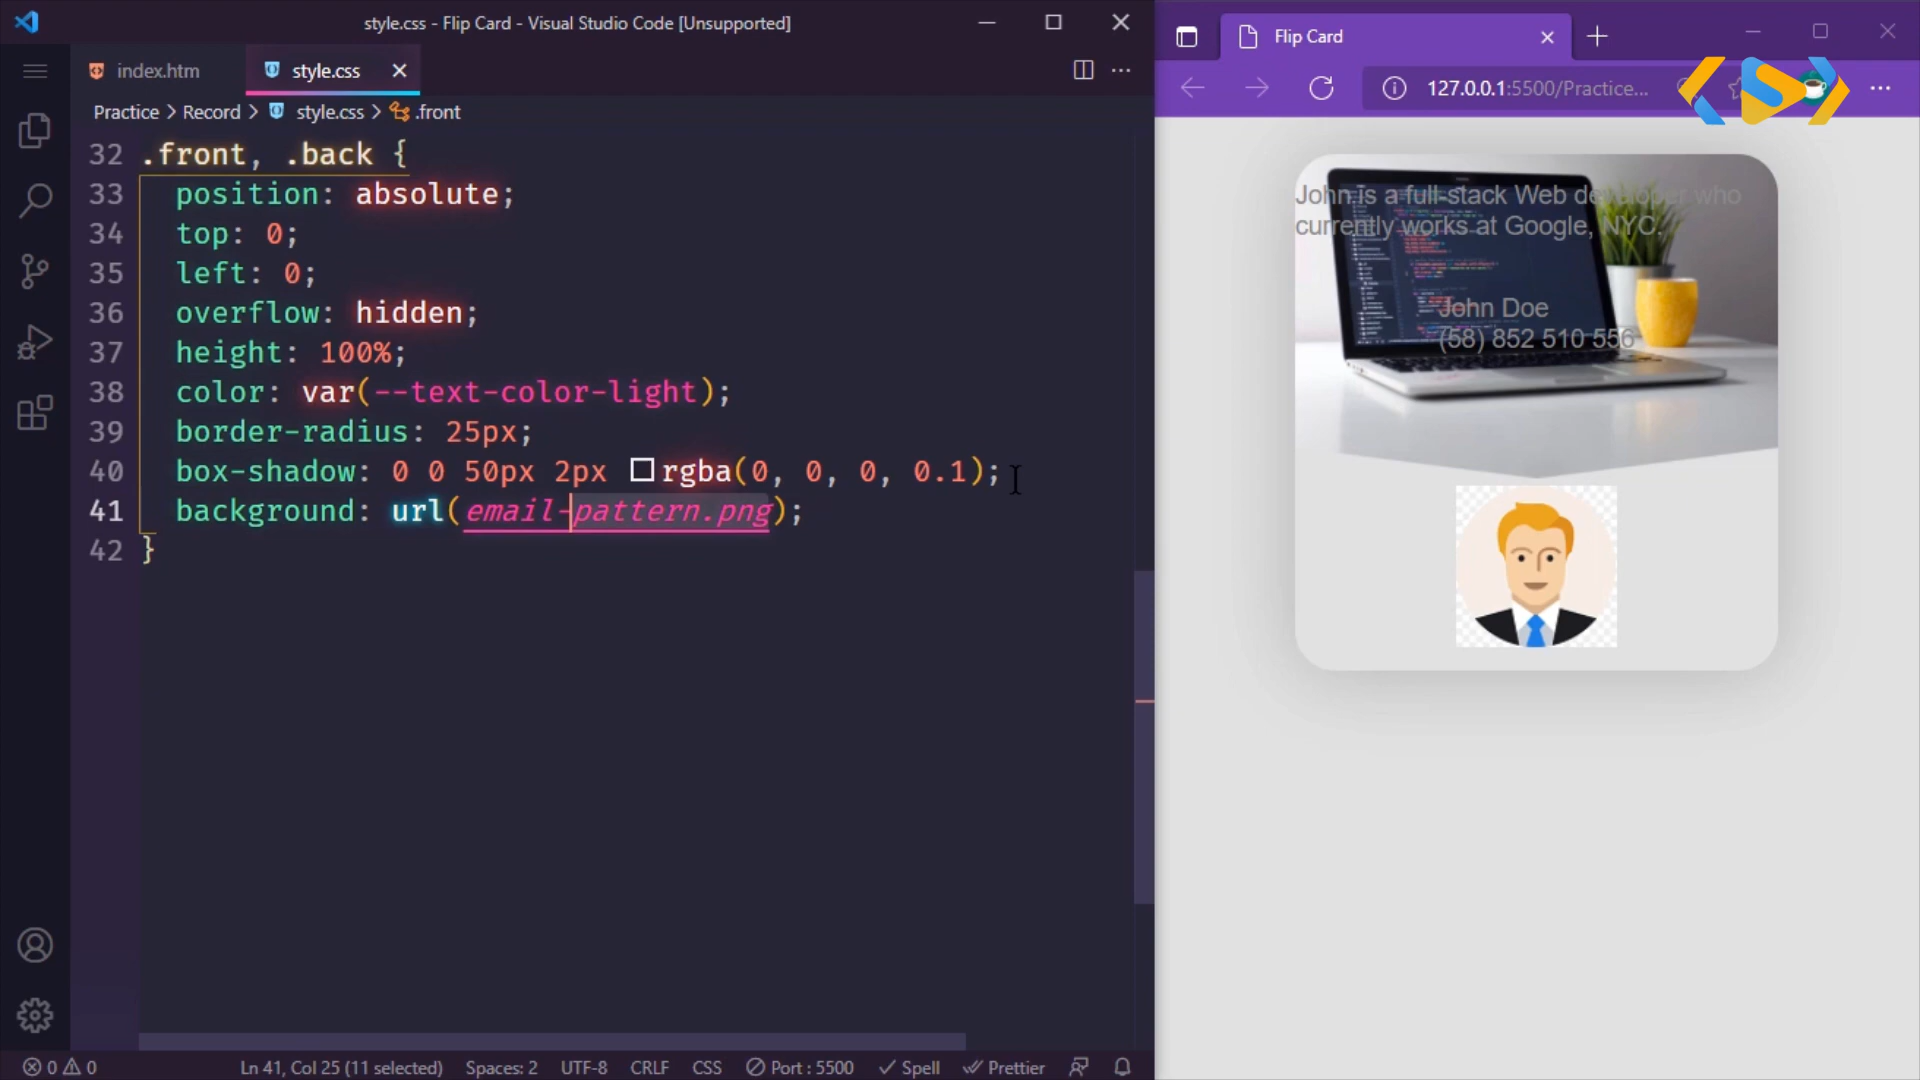 style.css - Flip Card - Visual Studio Code [Unsupported]
index.htm
style.css
Practice > Record > style.css > .front
32 .front, .back {
33 position: absolute;
34 top: 0;
35 left: 0;
36 overflow: hidden;
37 height: 100%;
38 color: var(--text-color-light);
39 border-radius: 25px;
40 box-shadow: 0 0 50px 2px rgba(0, 0, 0, 0.1);
41 background: url(email-pattern.png);
42 }
0 0
Ln 41, Col 25 (11 selected)
Spaces: 2
UTF-8
CRLF
CSS
Port : 5500
Spell
Prettier
Flip Card
127.0.0.1:5500/Practice...
John is a full-stack Web developer who
currently works at Google, NYC.
John Doe
(58) 852 510 556